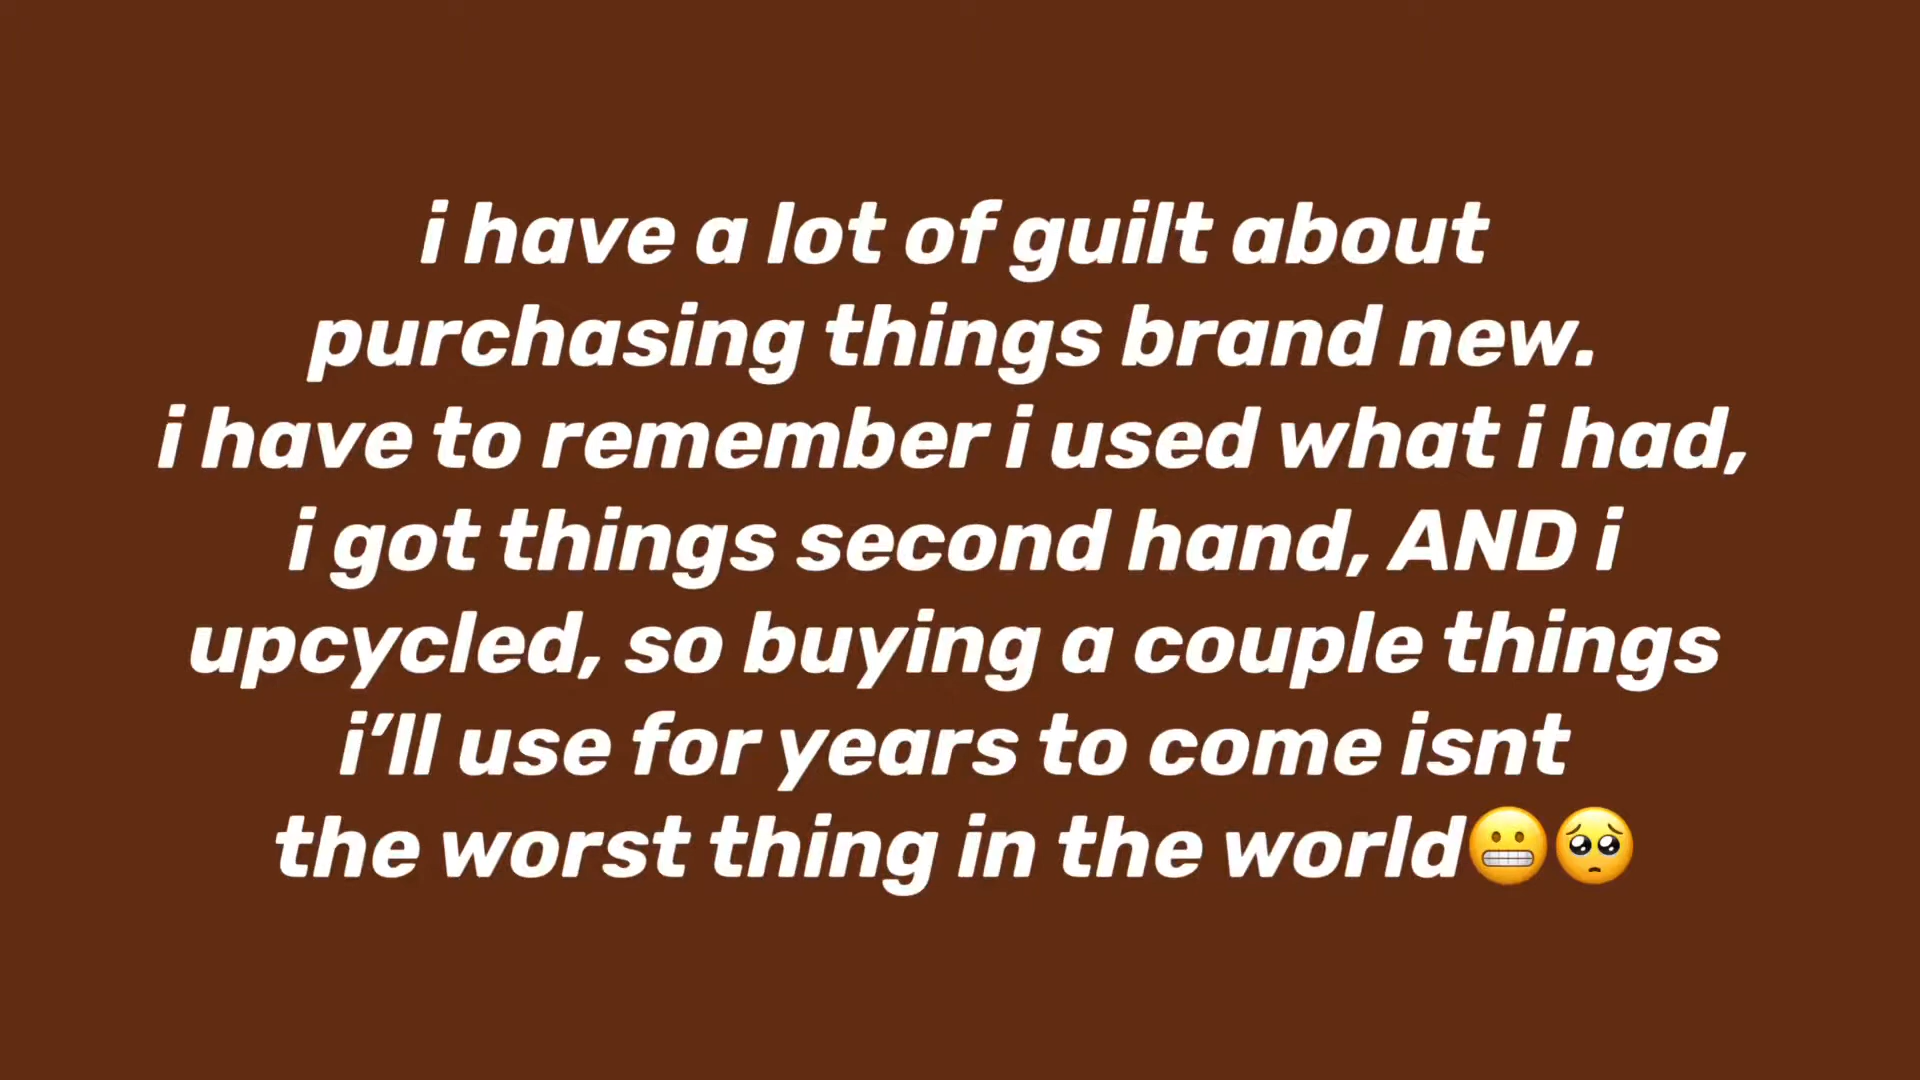 i have a lot of guilt about
purchasing things brand new.
i have to remember i used what i had,
i got things second hand, AND i
upcycled, so buying a couple things
i’ll use for years to come isnt
the worst thing in the world😬🥺